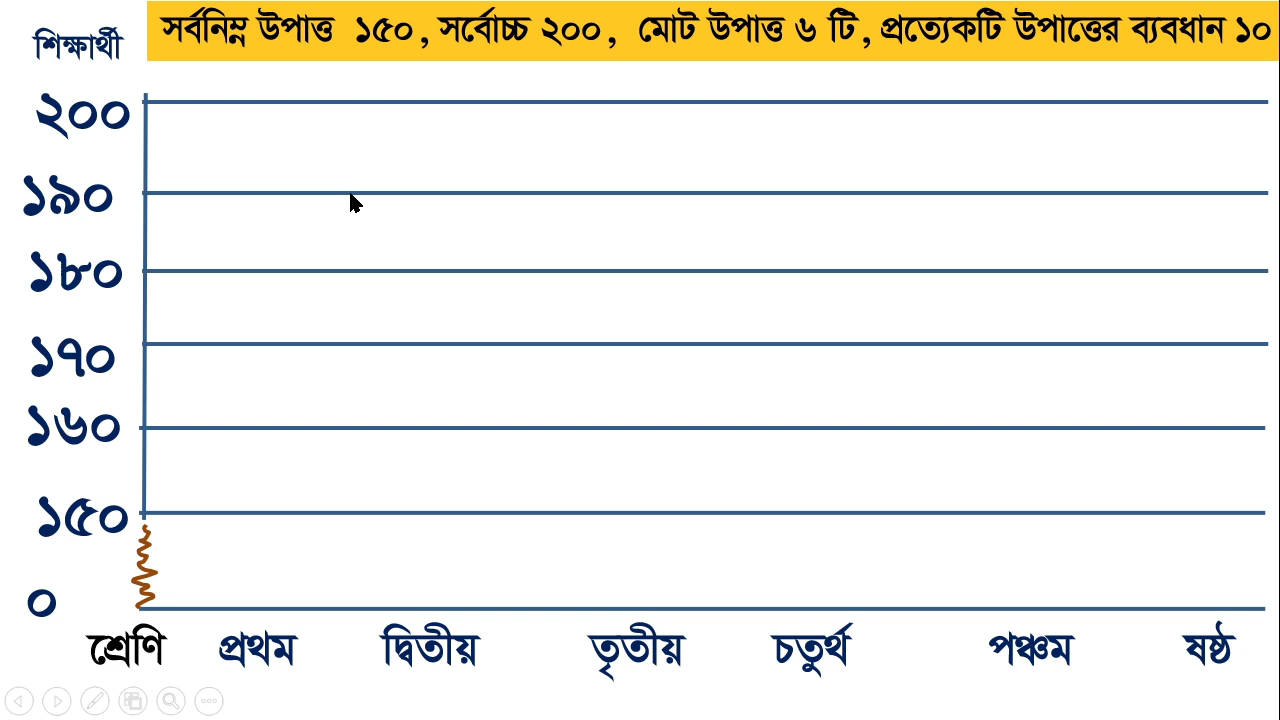 সর্বনিম্ন উপাত্ত ১৫০, সর্বোচ্চ ২০০, মোট উপাত্ত ৬ টি, প্রত্যেকটি উপাত্তের ব্যবধান ১০
শিক্ষার্থী
২০০
১৯০
১৮০
১৭০
১৬০
১৫০
০
শ্রেণি প্রথম দ্বিতীয় তৃতীয় চতুর্থ পঞ্চম ষষ্ঠ